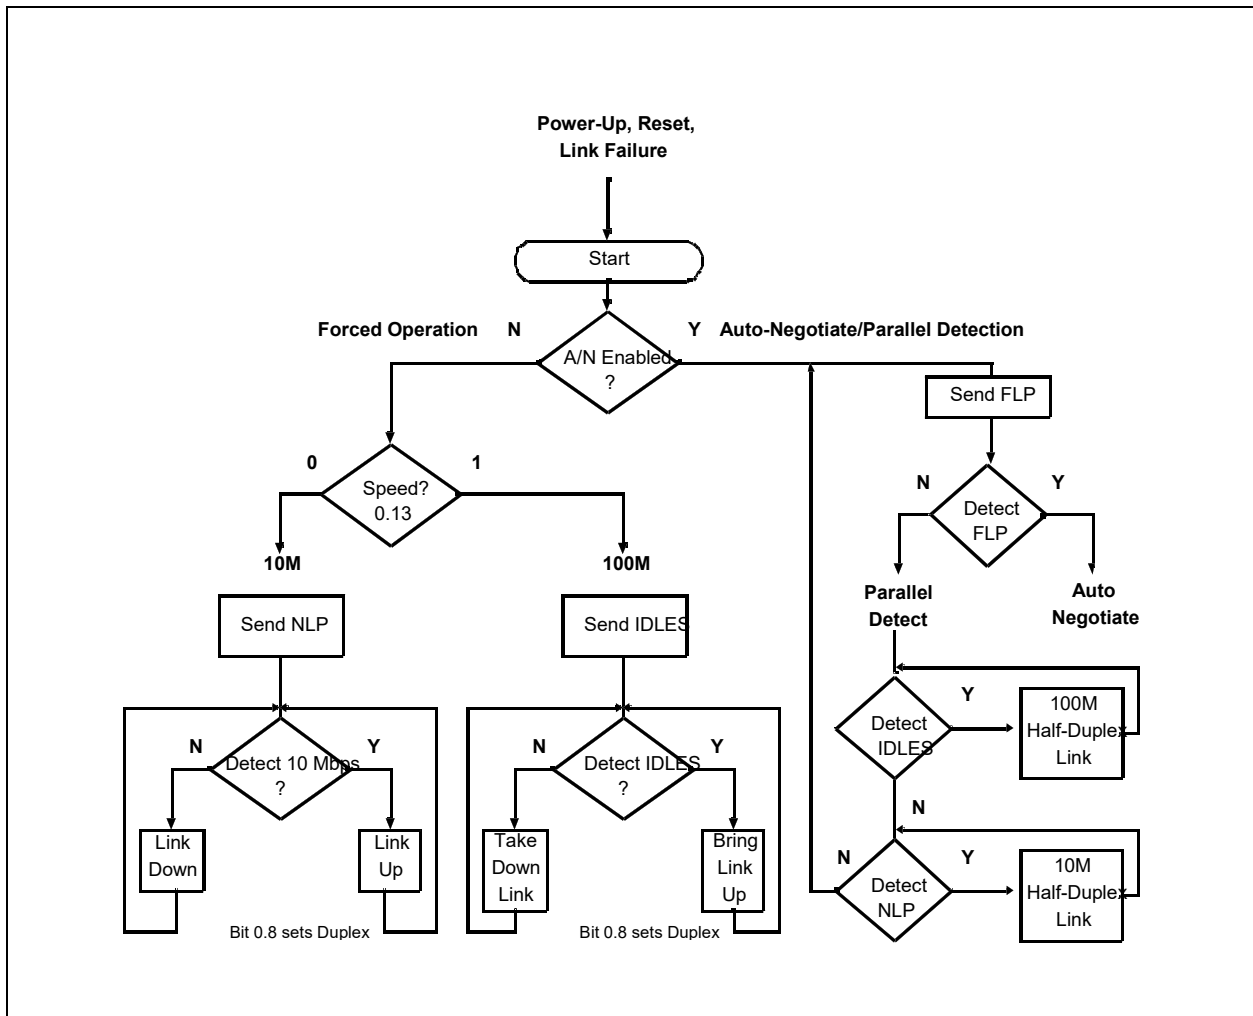 Power-Up, Reset,
Link Failure
Start
Forced Operation N
Y Auto-Negotiate/Parallel Detection
A/N Enabled
?
Send FLP
0
1
Speed?
0.13
N
Y
Detect
FLP
10M
100M
Parallel
Detect
Auto
Negotiate
Send NLP
Send IDLES
Detect
IDLES
Y
100M
Half-Duplex
Link
N
N
Y
Detect 10 Mbps
?
N
Y
Detect IDLES
?
Link
Down
Link
Up
Take
Down
Link
Bring
Link
Up
N
Y
Detect
NLP
10M
Half-Duplex
Link
Bit 0.8 sets Duplex
Bit 0.8 sets Duplex